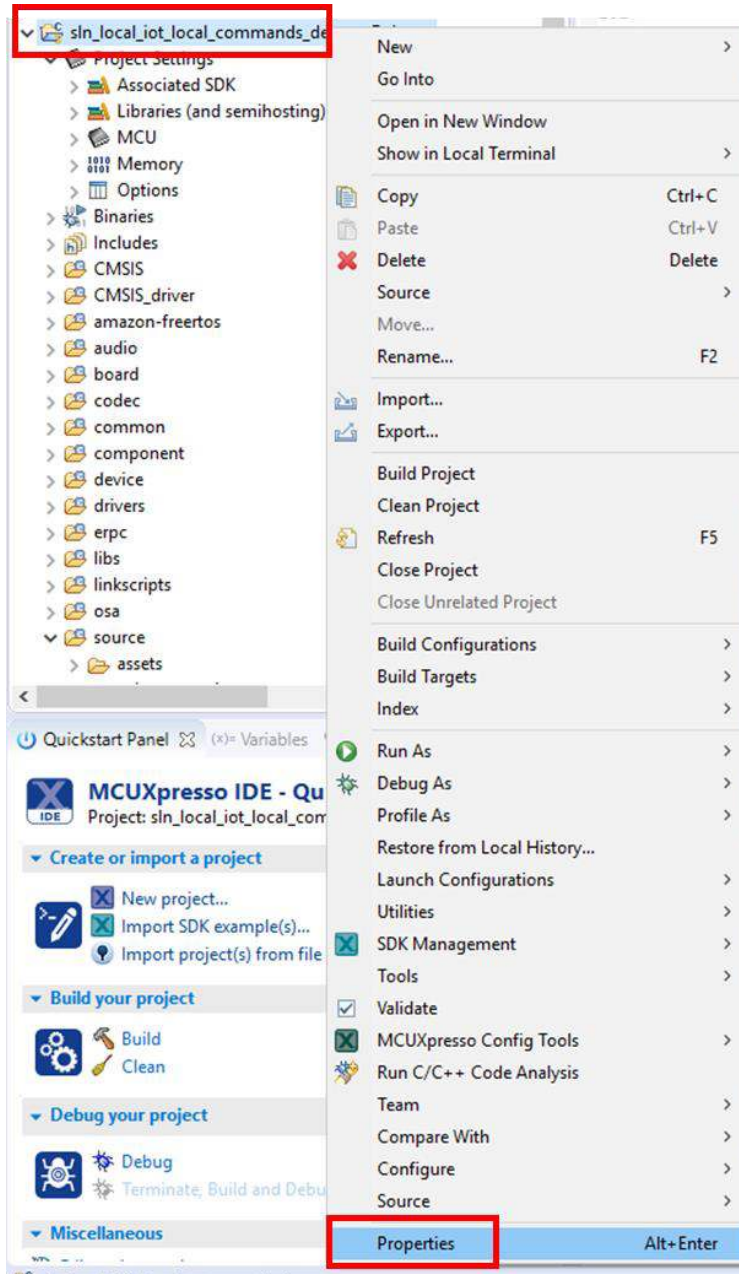 sln_local_iot_local_commands_de
Project Settings
Associated SDK
Libraries (and semihosting)
MCU
Memory
Options
Binaries
Includes
CMSIS
CMSIS_driver
amazon-freertos
audio
board
codec
common
component
device
drivers
erpc
libs
linkscripts
osa
source
assets
Quickstart Panel (x)= Variables
IDE
MCUXpresso IDE - Qu
Project: sln_local_iot_local_com
Create or import a project
New project...
Import SDK example(s)...
Import project(s) from file
Build your project
Build
Clean
Debug your project
Debug
Terminate, Build and Debu
Miscellaneous
New
Go Into
Open in New Window
Show in Local Terminal
Copy Ctrl+C
Paste Ctrl+V
Delete Delete
Source
Move...
Rename... F2
Import...
Export...
Build Project
Clean Project
Refresh F5
Close Project
Close Unrelated Project
Build Configurations
Build Targets
Index
Run As
Debug As
Profile As
Restore from Local History...
Launch Configurations
Utilities
SDK Management
Tools
Validate
MCUXpresso Config Tools
Run C/C++ Code Analysis
Team
Compare With
Configure
Source
Properties Alt+Enter